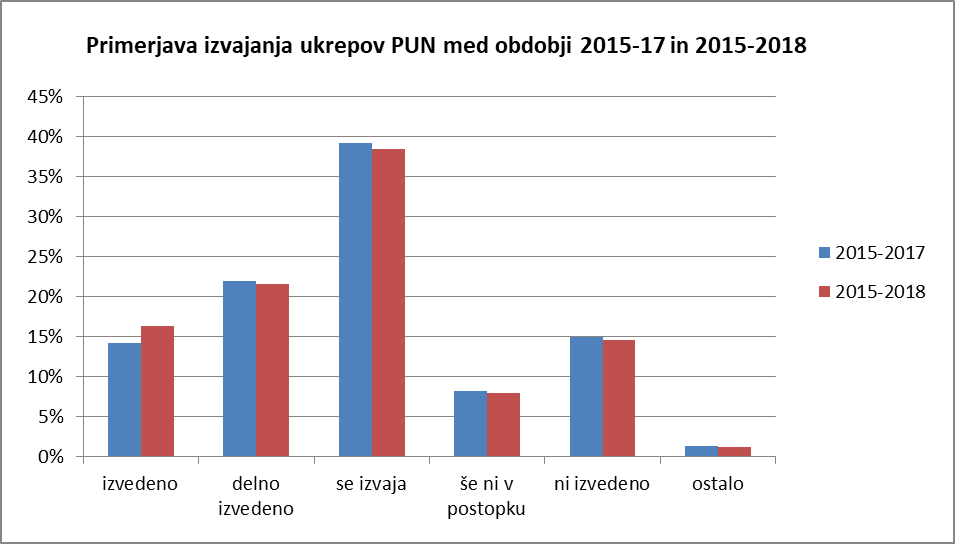 Primerjava izvajanja ukrepov PUN med obdobji 2015-17 in 2015-2018
45%
40%
35%
30%
25%
20%
15%
10%
5%
0%
izvedeno
delno
izvedeno
se izvaja
še ni v
postopku
ni izvedeno
ostalo
2015-2017
2015-2018